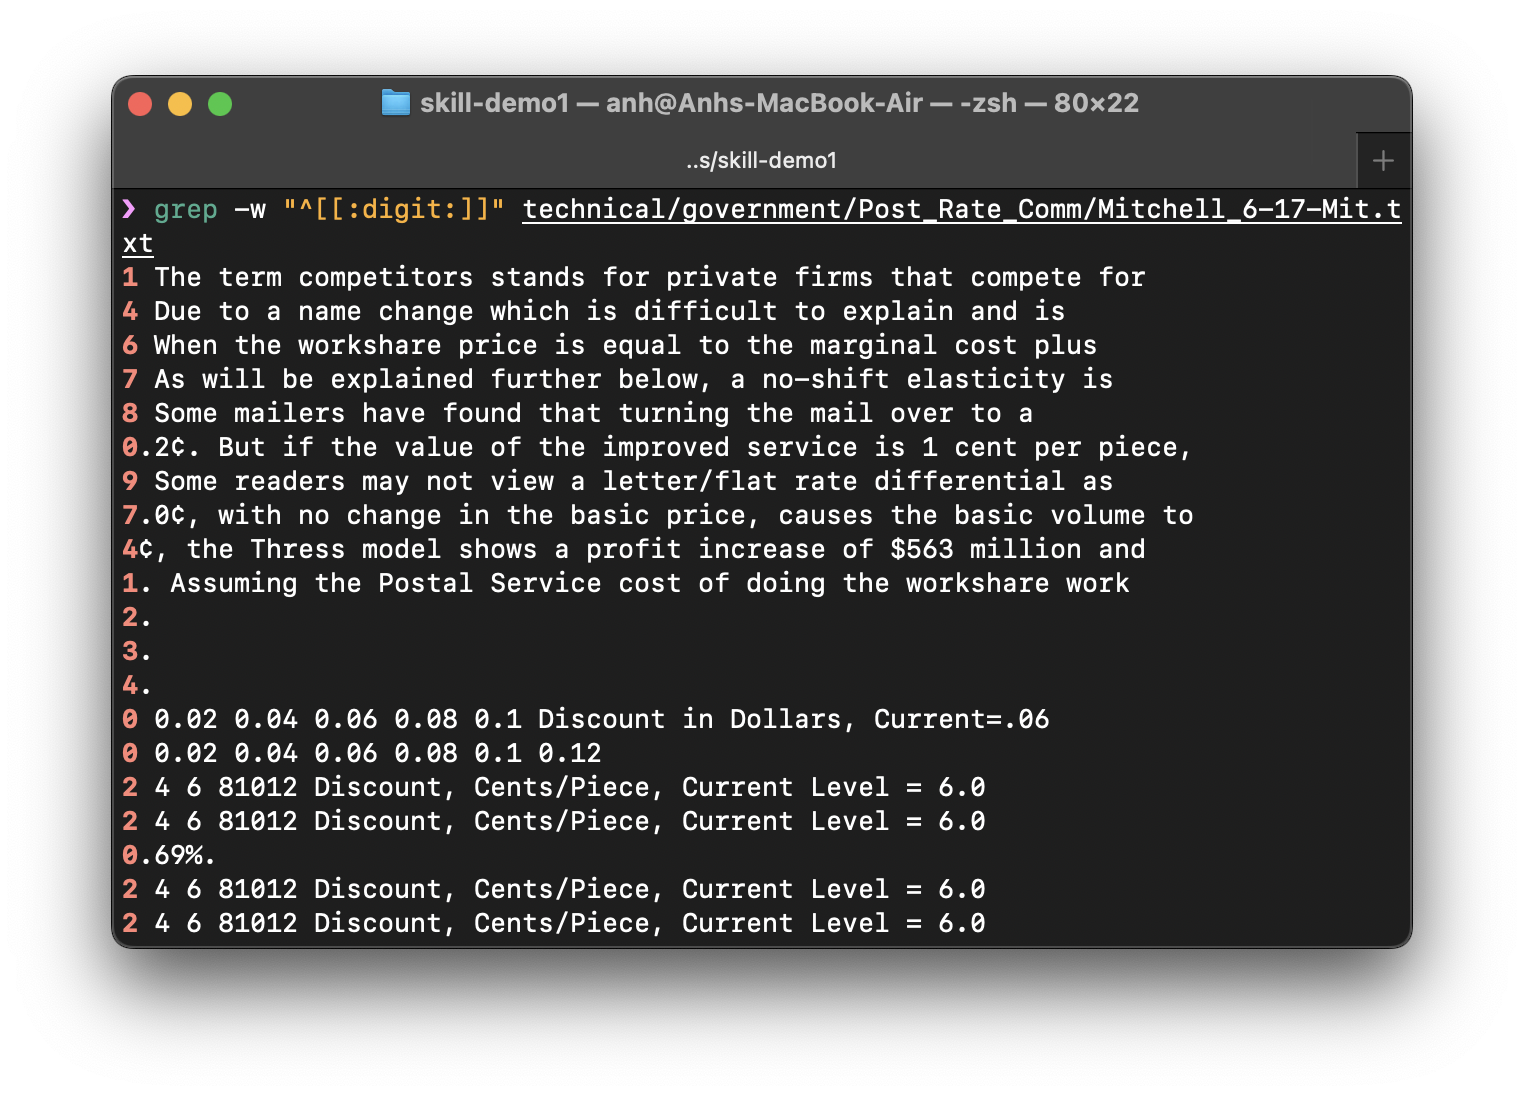 skill-demo1 — anh@Anhs-MacBook-Air — -zsh — 80×22
..s/skill-demo1
❯ grep -w "^[[:digit:]]" technical/government/Post_Rate_Comm/Mitchell_6-17-Mit.t
xt
1 The term competitors stands for private firms that compete for
4 Due to a name change which is difficult to explain and is
6 When the workshare price is equal to the marginal cost plus
7 As will be explained further below, a no-shift elasticity is
8 Some mailers have found that turning the mail over to a
0.2¢. But if the value of the improved service is 1 cent per piece,
9 Some readers may not view a letter/flat rate differential as
7.0¢, with no change in the basic price, causes the basic volume to
4¢, the Thress model shows a profit increase of $563 million and
1. Assuming the Postal Service cost of doing the workshare work
2.
3.
4.
0 0.02 0.04 0.06 0.08 0.1 Discount in Dollars, Current=.06
0 0.02 0.04 0.06 0.08 0.1 0.12
2 4 6 81012 Discount, Cents/Piece, Current Level = 6.0
2 4 6 81012 Discount, Cents/Piece, Current Level = 6.0
0.69%.
2 4 6 81012 Discount, Cents/Piece, Current Level = 6.0
2 4 6 81012 Discount, Cents/Piece, Current Level = 6.0